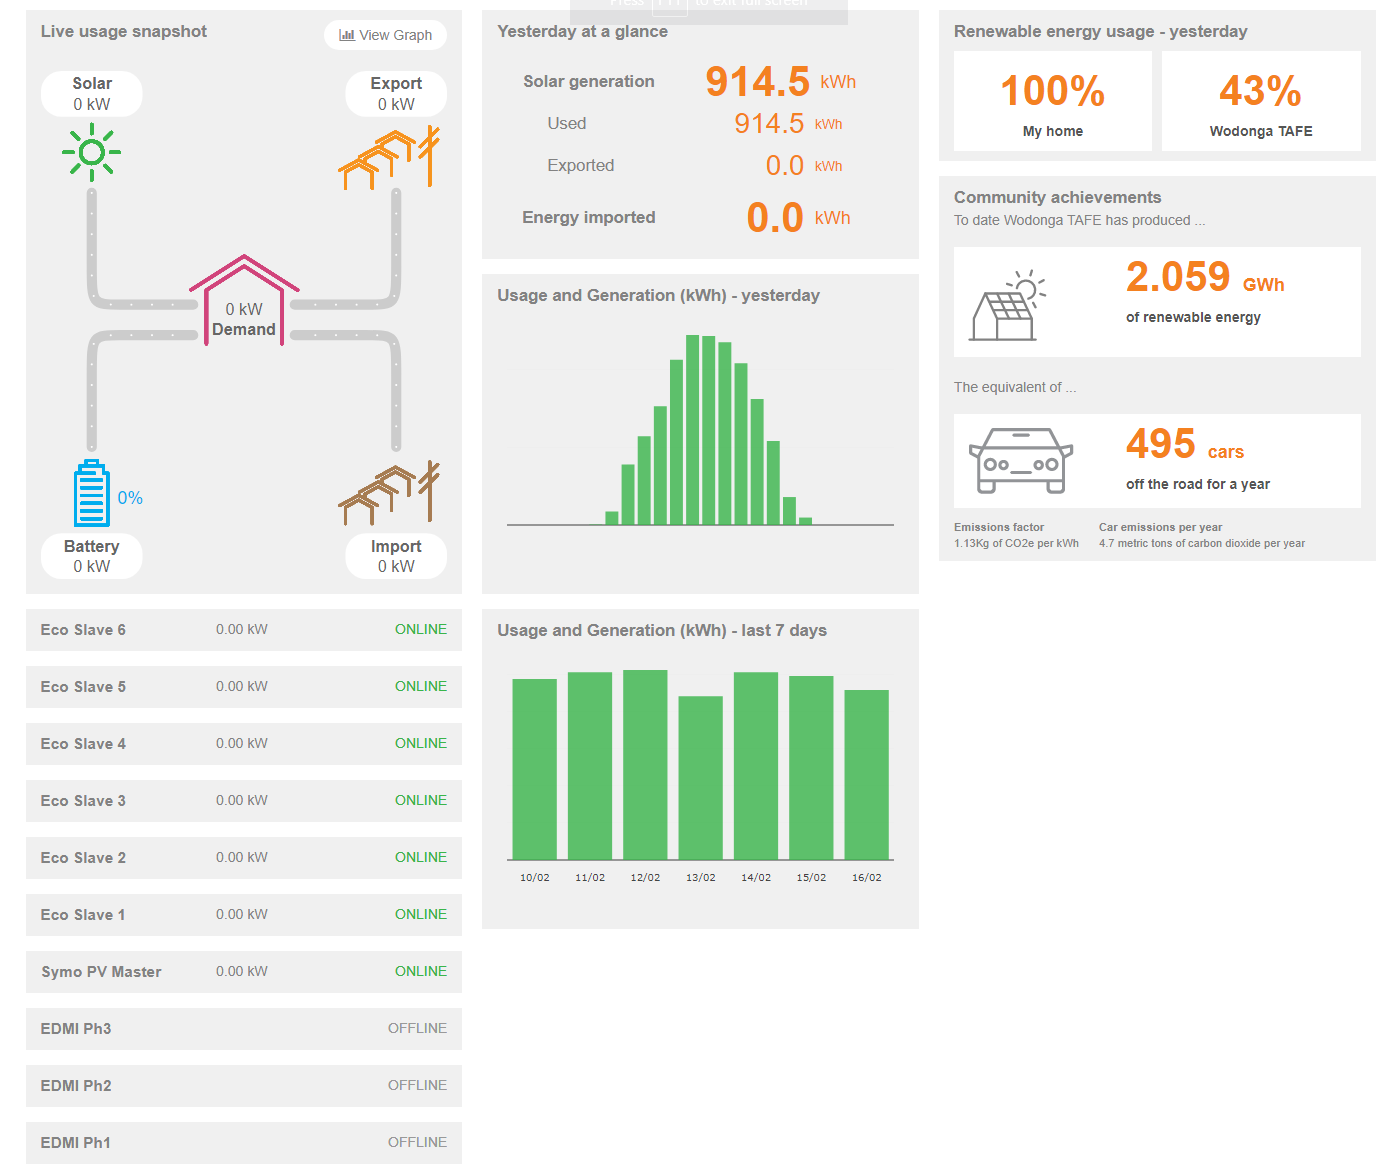 Press F11 to exit full screen
Live usage snapshot
View Graph
Solar
0 kW
Export
0 kW
0 kW
Demand
0%
Battery
0 kW
Import
0 kW
Eco Slave 6 0.00 kW ONLINE
Eco Slave 5 0.00 kW ONLINE
Eco Slave 4 0.00 kW ONLINE
Eco Slave 3 0.00 kW ONLINE
Eco Slave 2 0.00 kW ONLINE
Eco Slave 1 0.00 kW ONLINE
Symo PV Master 0.00 kW ONLINE
EDMI Ph3 OFFLINE
EDMI Ph2 OFFLINE
EDMI Ph1 OFFLINE
Yesterday at a glance
Solar generation 914.5 kWh
Used 914.5 kWh
Exported 0.0 kWh
Energy imported 0.0 kWh
Usage and Generation (kWh) - yesterday
Usage and Generation (kWh) - last 7 days
10/02 11/02 12/02 13/02 14/02 15/02 16/02
Renewable energy usage - yesterday
100%
My home
43%
Wodonga TAFE
Community achievements
To date Wodonga TAFE has produced ...
2.059 GWh
of renewable energy
The equivalent of ...
495 cars
off the road for a year
Emissions factor
1.13Kg of CO2e per kWh
Car emissions per year
4.7 metric tons of carbon dioxide per year